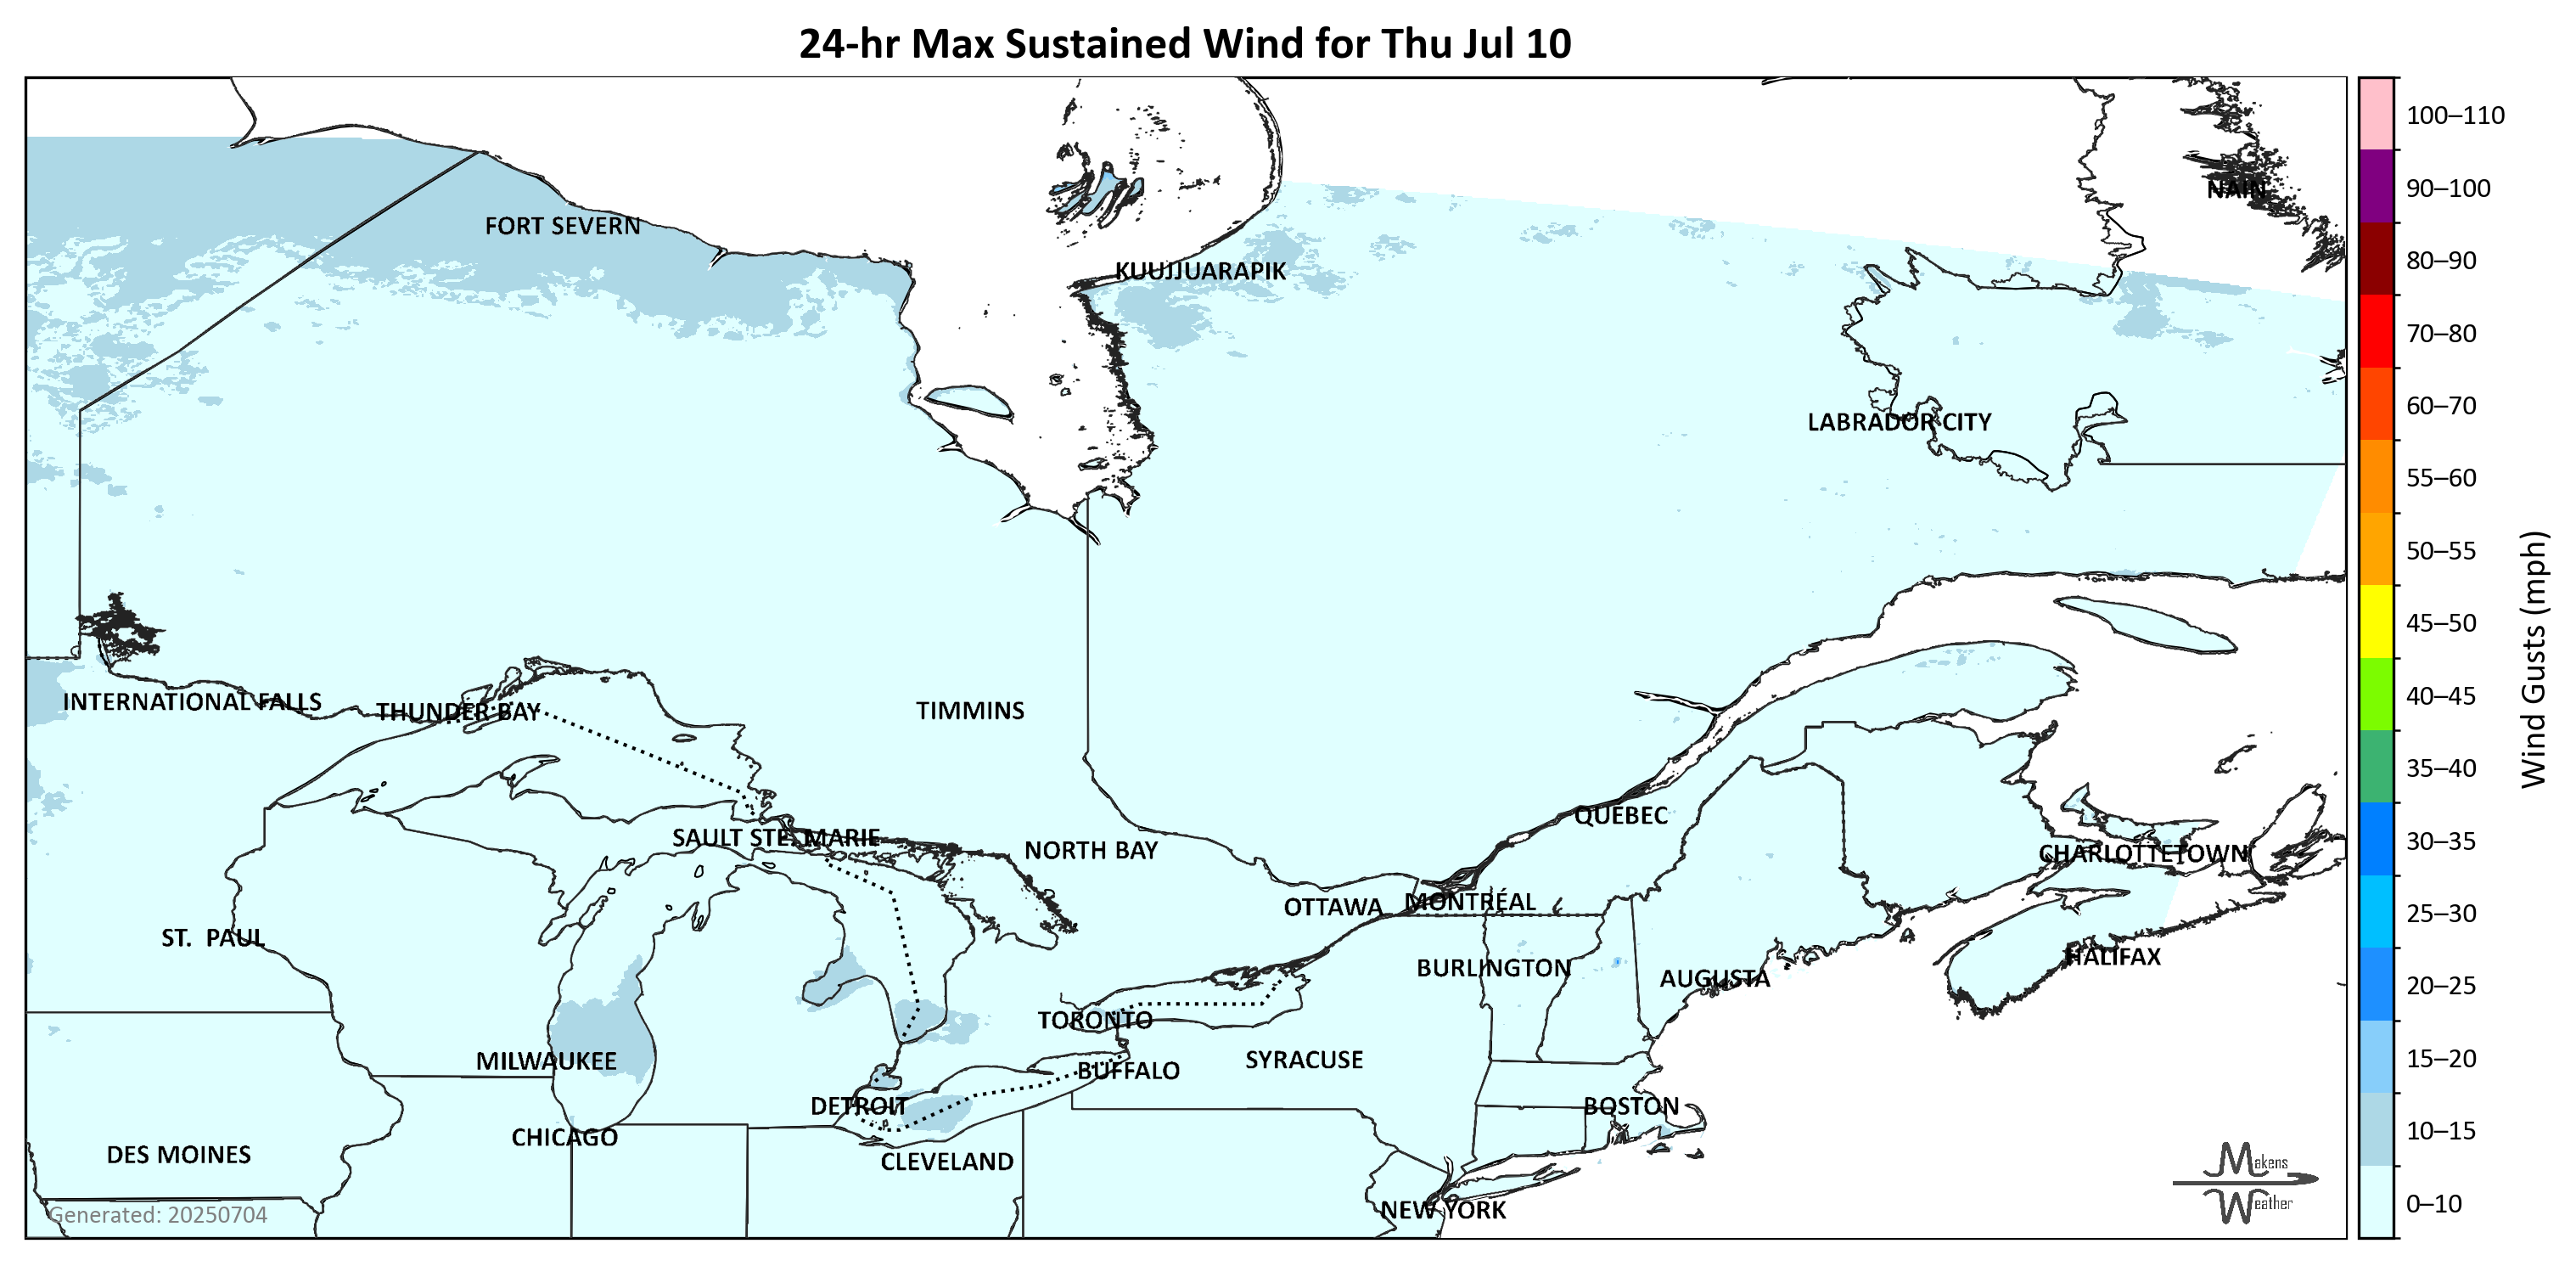 24-hr Max Sustained Wind for Thu Jul 10
100–110
90–100
80–90
70–80
60–70
55–60
50–55
45–50
40–45
35–40
30–35
25–30
20–25
15–20
10–15
0–10
Wind Gusts (mph)
NAIN
FORT SEVERN
KUUJJUARAPIK
LABRADOR CITY
INTERNATIONAL FALLS
THUNDER BAY
TIMMINS
QUEBEC
SAULT STE. MARIE
NORTH BAY
CHARLOTTETOWN
OTTAWA
MONTRÉAL
ST. PAUL
HALIFAX
BURLINGTON
AUGUSTA
TORONTO
MILWAUKEE
SYRACUSE
BUFFALO
DETROIT
BOSTON
CHICAGO
DES MOINES
CLEVELAND
NEW YORK
Makens
Weather
Generated: 20250704